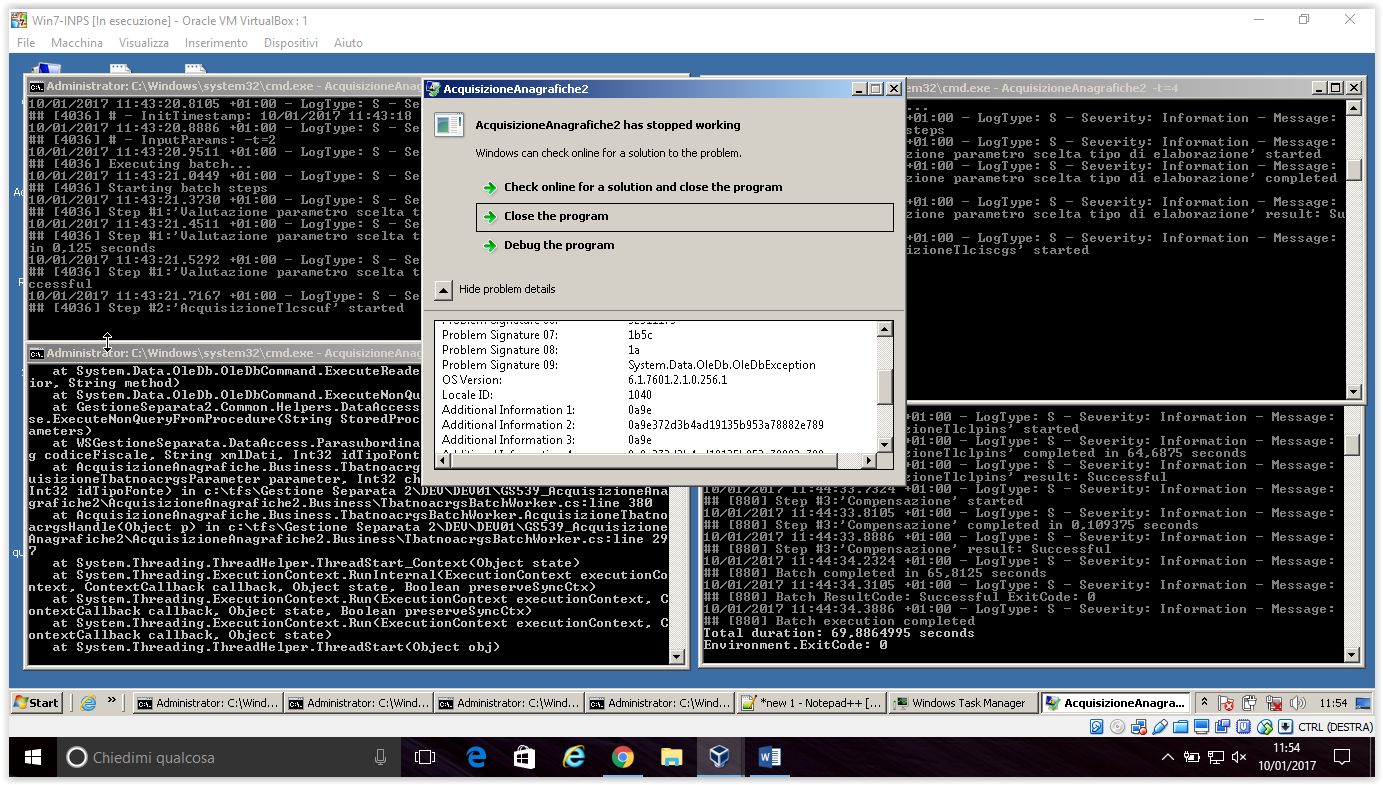 Win7-INPS [In esecuzione] - Oracle VM VirtualBox : 1
File Macchina Visualizza Inserimento Dispositivi Aiuto
Administrator: C:\Windows\system32\cmd.exe - AcquisizioneAnag
10/01/2017 11:43:20.8105 +01:00 - LogType: S - Se
## [4036] # - InitTimestamp: 10/01/2017 11:43:18
10/01/2017 11:43:20.8886 +01:00 - LogType: S - Se
## [4036] # - InputParams: -t=2
10/01/2017 11:43:20.9511 +01:00 - LogType: S - Se
## [4036] Executing batch...
10/01/2017 11:43:21.0449 +01:00 - LogType: S - Se
## [4036] Starting batch steps
10/01/2017 11:43:21.3730 +01:00 - LogType: S - Se
## [4036] Step #1:'Valutazione parametro scelta t
10/01/2017 11:43:21.4511 +01:00 - LogType: S - Se
## [4036] Step #1:'Valutazione parametro scelta t
in 0,125 seconds
10/01/2017 11:43:21.5292 +01:00 - LogType: S - Se
## [4036] Step #1:'Valutazione parametro scelta t
ccessful
10/01/2017 11:43:21.7167 +01:00 - LogType: S - Se
## [4036] Step #2:'AcquisizioneTlcscuf' started
AcquisizioneAnagrafiche2
AcquisizioneAnagrafiche2 has stopped working
Windows can check online for a solution to the problem.
Check online for a solution and close the program
Close the program
Debug the program
Hide problem details
Problem Signature 07: 1b5c
Problem Signature 08: 1a
Problem Signature 09: System.Data.OleDb.OleDbException
OS Version: 6.1.7601.2.1.0.256.1
Locale ID: 1040
Additional Information 1: 0a9e
Additional Information 2: 0a9e372d3b4ad19135b953a78882e789
Additional Information 3: 0a9e
em32\cmd.exe - AcquisizioneAnagrafiche2 -t=4
...
+01:00 - LogType: S - Severity: Information - Message:
steps
+01:00 - LogType: S - Severity: Information - Message:
zione parametro scelta tipo di elaborazione' started
+01:00 - LogType: S - Severity: Information - Message:
zione parametro scelta tipo di elaborazione' completed
+01:00 - LogType: S - Severity: Information - Message:
zione parametro scelta tipo di elaborazione' result: Su
+01:00 - LogType: S - Severity: Information - Message:
izioneTlciscgs' started
Administrator: C:\Windows\system32\cmd.exe - AcquisizioneAnag
at System.Data.OleDb.OleDbCommand.ExecuteReade
ior, String method)
at System.Data.OleDb.OleDbCommand.ExecuteNonQu
at GestioneSeparata2.Common.Helpers.DataAccess
se.ExecuteNonQueryFromProcedure(String StoredProc
ameters)
at WSGestioneSeparata.DataAccess.Parasubordina
g codiceFiscale, String xmlDati, Int32 idTipoFont
at AcquisizioneAnagrafiche.Business.Thatnoacrg
uisizioneThatnoacrgsParameter parameter, Int32 ch
Int32 idTipoFonte) in c:\tfs\Gestione Separata 2\DEV\DEV01\GS539_AcquisizioneAna
grafiche2\AcquisizioneAnagrafiche2.Business\ThatnoacrgsBatchWorker.cs:line 380
at AcquisizioneAnagrafiche.Business.ThatnoacrgsBatchWorker.AcquisizioneThatno
acrgsHandle(Object p) in c:\tfs\Gestione Separata 2\DEV\DEV01\GS539_Acquisizione
Anagrafiche2\AcquisizioneAnagrafiche2.Business\ThatnoacrgsBatchWorker.cs:line 29
7
at System.Threading.ThreadHelper.ThreadStart_Context(Object state)
at System.Threading.ExecutionContext.RunInternal(ExecutionContext executionCo
ntext, ContextCallback callback, Object state, Boolean preserveSyncCtx)
at System.Threading.ExecutionContext.Run(ExecutionContext executionContext, C
ontextCallback callback, Object state, Boolean preserveSyncCtx)
at System.Threading.ExecutionContext.Run(ExecutionContext executionContext, C
ontextCallback callback, Object state)
at System.Threading.ThreadHelper.ThreadStart(Object obj)
+01:00 - LogType: S - Severity: Information - Message:
izioneTlclpins' started
+01:00 - LogType: S - Severity: Information - Message:
izioneTlclpins' completed in 64,6875 seconds
+01:00 - LogType: S - Severity: Information - Message:
izioneTlclpins' result: Successful
10/01/2017 11:44:33.7324 +01:00 - LogType: S - Severity: Information - Message:
## [880] Step #3:'Compensazione' started
10/01/2017 11:44:33.8105 +01:00 - LogType: S - Severity: Information - Message:
## [880] Step #3:'Compensazione' completed in 0,109375 seconds
10/01/2017 11:44:33.8886 +01:00 - LogType: S - Severity: Information - Message:
## [880] Step #3:'Compensazione' result: Successful
10/01/2017 11:44:34.2324 +01:00 - LogType: S - Severity: Information - Message:
## [880] Batch completed in 65,8125 seconds
10/01/2017 11:44:34.3105 +01:00 - LogType: S - Severity: Information - Message:
## [880] Batch ResultCode: Successful ExitCode: 0
10/01/2017 11:44:34.3886 +01:00 - LogType: S - Severity: Information - Message:
## [880] Batch execution completed
Total duration: 69,8864995 seconds
Environment.ExitCode: 0
Start
Administrator: C:\Wind...
Administrator: C:\Wind...
Administrator: C:\Wind...
Administrator: C:\Wind...
*new 1 - Notepad++ [...
Windows Task Manager
AcquisizioneAnagra...
11:54
CTRL (DESTRA)
Chiedimi qualcosa
11:54
10/01/2017